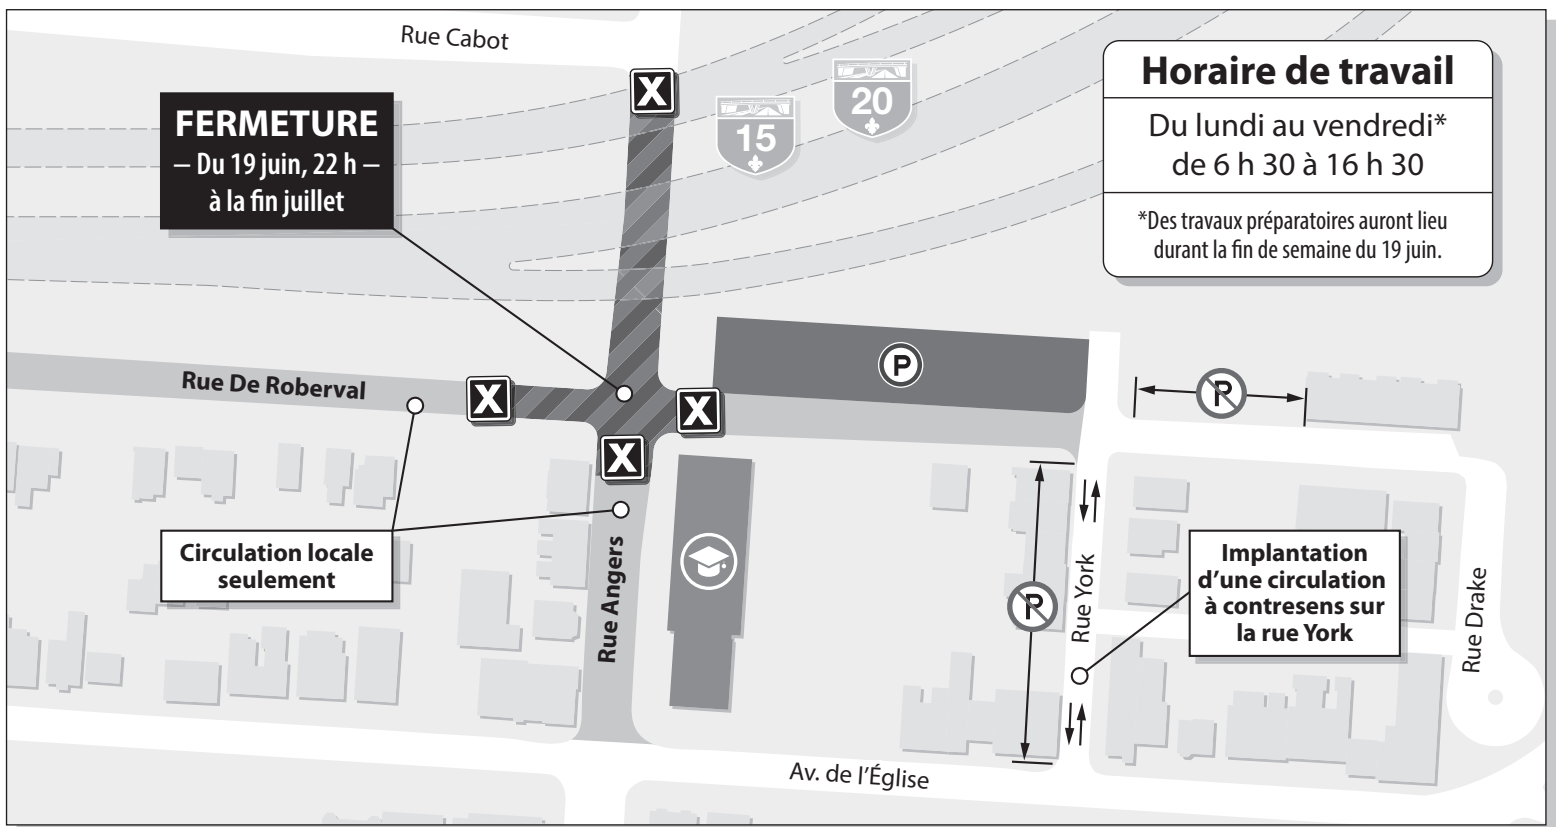 Rue Cabot
FERMETURE
– Du 19 juin, 22 h –
à la fin juillet
X
15
20
Horaire de travail
Du lundi au vendredi*
de 6 h 30 à 16 h 30
*Des travaux préparatoires auront lieu
durant la fin de semaine du 19 juin.
Rue De Roberval
X
X
X
P
P
Circulation locale
seulement
Rue Angers
P
Rue York
Implantation
d'une circulation
à contresens sur
la rue York
Rue Drake
Av. de l'Église